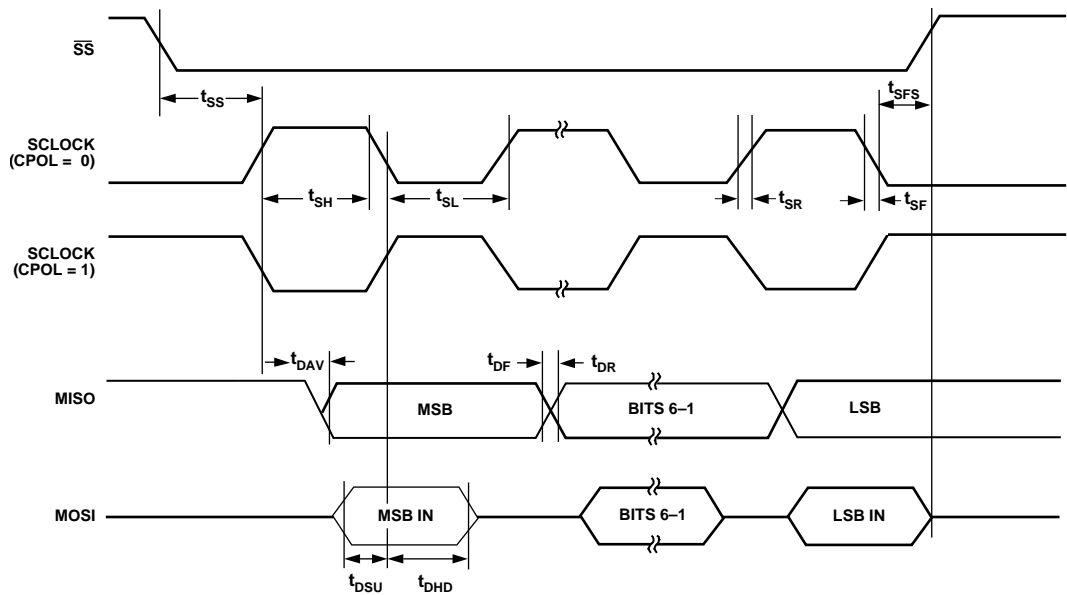 SS
tSS
tSFS
SCLOCK
(CPOL = 0)
tSH
tSL
tSR
tSF
SCLOCK
(CPOL = 1)
tDAV
tDF
tDR
MISO
MSB
BITS 6–1
LSB
MOSI
MSB IN
BITS 6–1
LSB IN
tDSU
tDHD